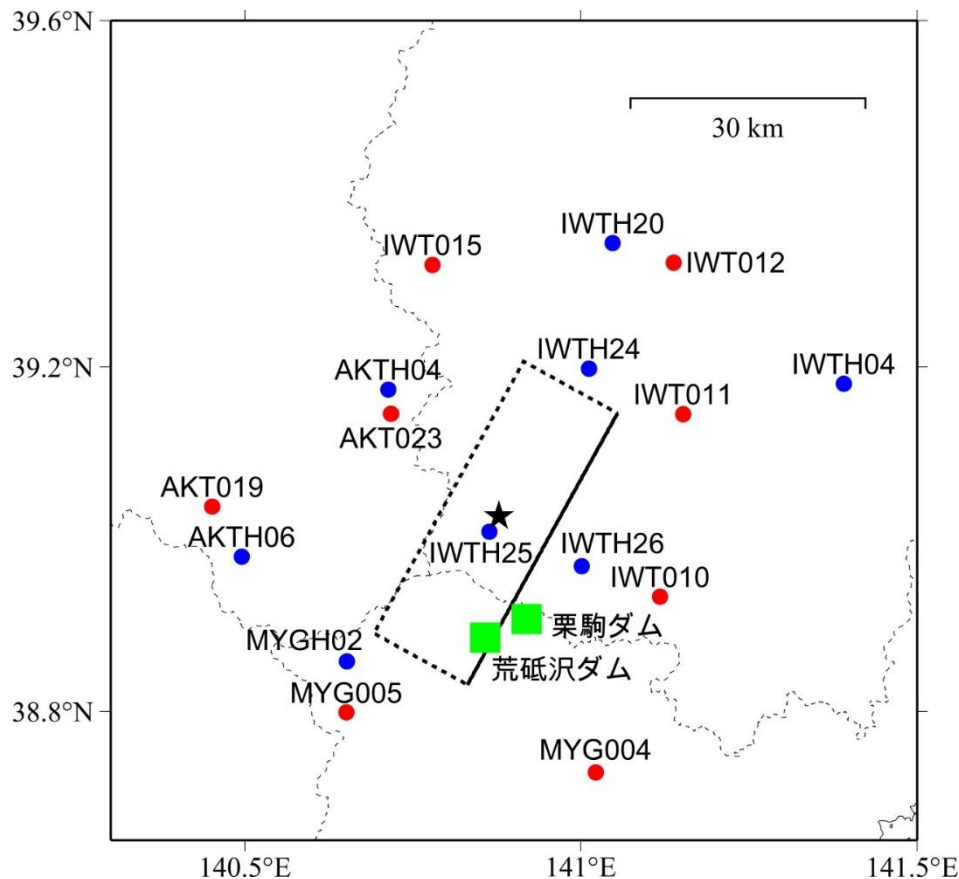 39.6°N
30 km
IWTH20
IWT015
IWT012
39.2°N
IWTH24
AKTH04
IWTH04
IWT011
AKT023
AKT019
AKTH06
IWTH25
IWTH26
IWT010
栗駒ダム
MYGH02
荒砥沢ダム
MYG005
38.8°N
MYG004
140.5°E
141°E
141.5°E